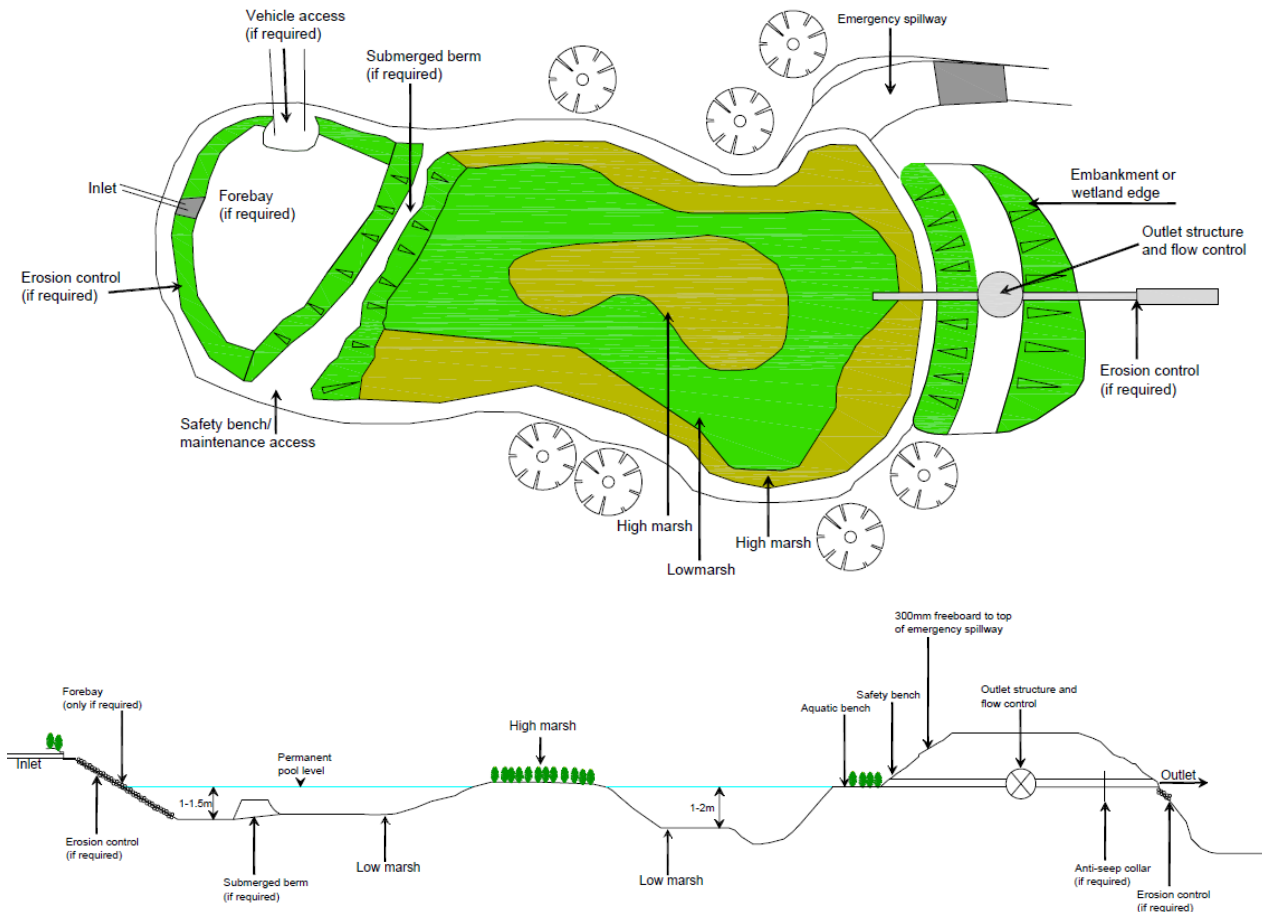 Vehicle access
(if required)
Emergency spillway
Submerged berm
(if required)
Inlet
Forebay
(if required)
Embankment or
wetland edge
Outlet structure
and flow control
Erosion control
(if required)
Erosion control
(if required)
Safety bench/
maintenance access
High marsh
High marsh
Lowmarsh
300mm freeboard to top
of emergency spillway
Forebay
(only if required)
High marsh
Aquatic bench
Safety bench
Outlet structure and
flow control
Inlet
Permanent
pool level
Outlet
1-1.5m
1-2m
Erosion control
(if required)
Low marsh
Submerged berm
(if required)
Low marsh
Anti-seep collar
(if required)
Erosion control
(if required)